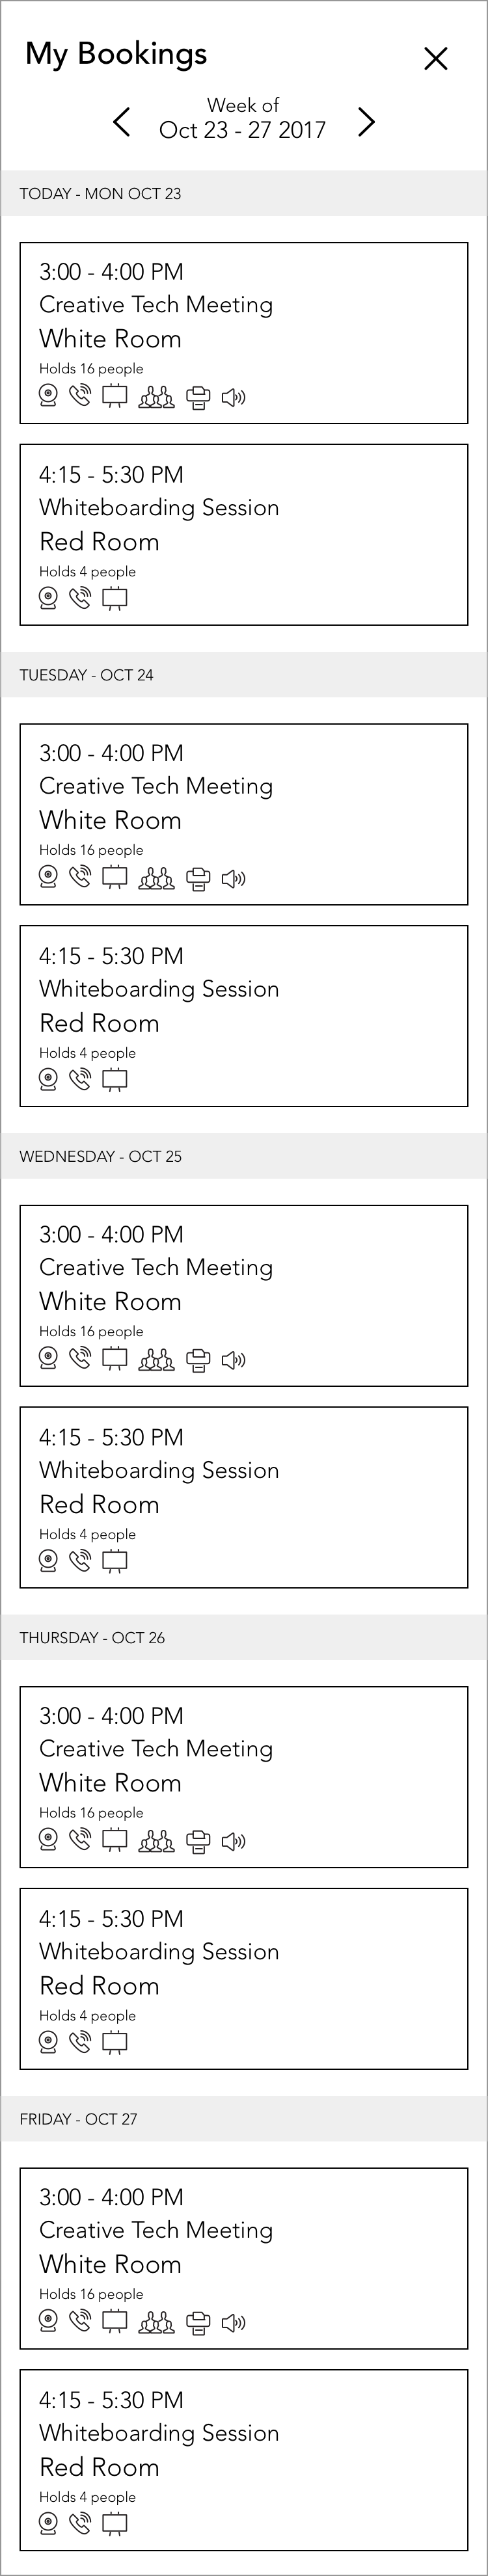 My Bookings
Week of
Oct 23 - 27 2017
TODAY - MON OCT 23
3:00 - 4:00 PM
Creative Tech Meeting
White Room
Holds 16 people
4:15 - 5:30 PM
Whiteboarding Session
Red Room
Holds 4 people
TUESDAY - OCT 24
3:00 - 4:00 PM
Creative Tech Meeting
White Room
Holds 16 people
4:15 - 5:30 PM
Whiteboarding Session
Red Room
Holds 4 people
WEDNESDAY - OCT 25
3:00 - 4:00 PM
Creative Tech Meeting
White Room
Holds 16 people
4:15 - 5:30 PM
Whiteboarding Session
Red Room
Holds 4 people
THURSDAY - OCT 26
3:00 - 4:00 PM
Creative Tech Meeting
White Room
Holds 16 people
4:15 - 5:30 PM
Whiteboarding Session
Red Room
Holds 4 people
FRIDAY - OCT 27
3:00 - 4:00 PM
Creative Tech Meeting
White Room
Holds 16 people
4:15 - 5:30 PM
Whiteboarding Session
Red Room
Holds 4 people